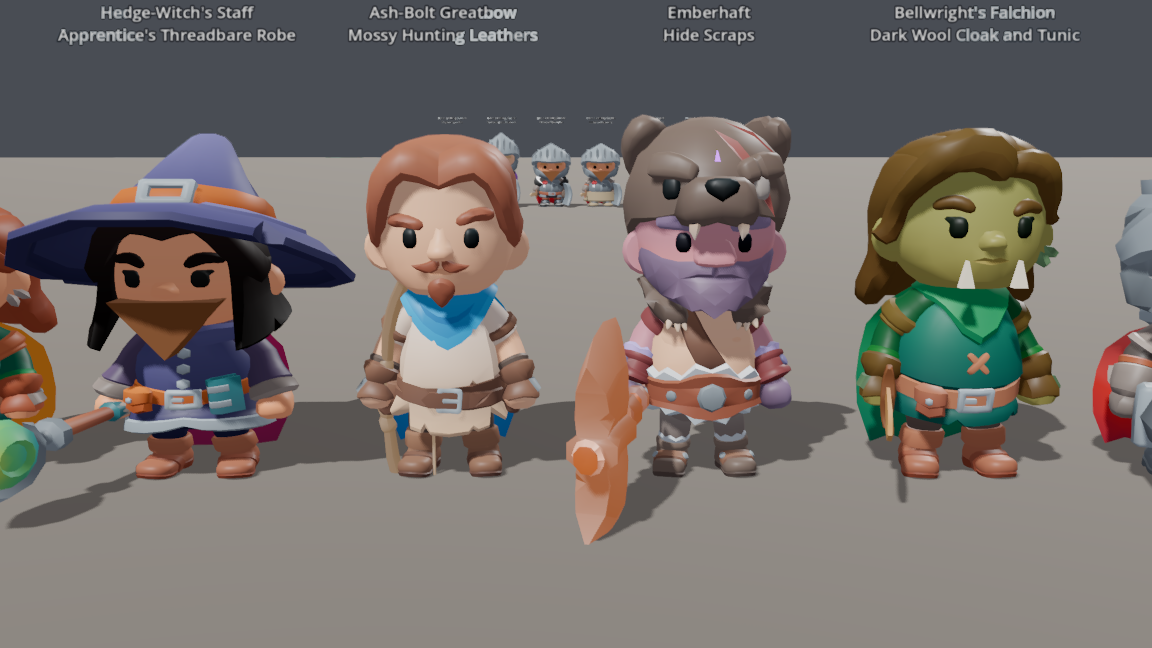 Hedge-Witch's Staff
Apprentice's Threadbare Robe
Ash-Bolt Greatbow
Mossy Hunting Leathers
Emberhaft
Hide Scraps
Bellwright's Falchion
Dark Wool Cloak and Tunic